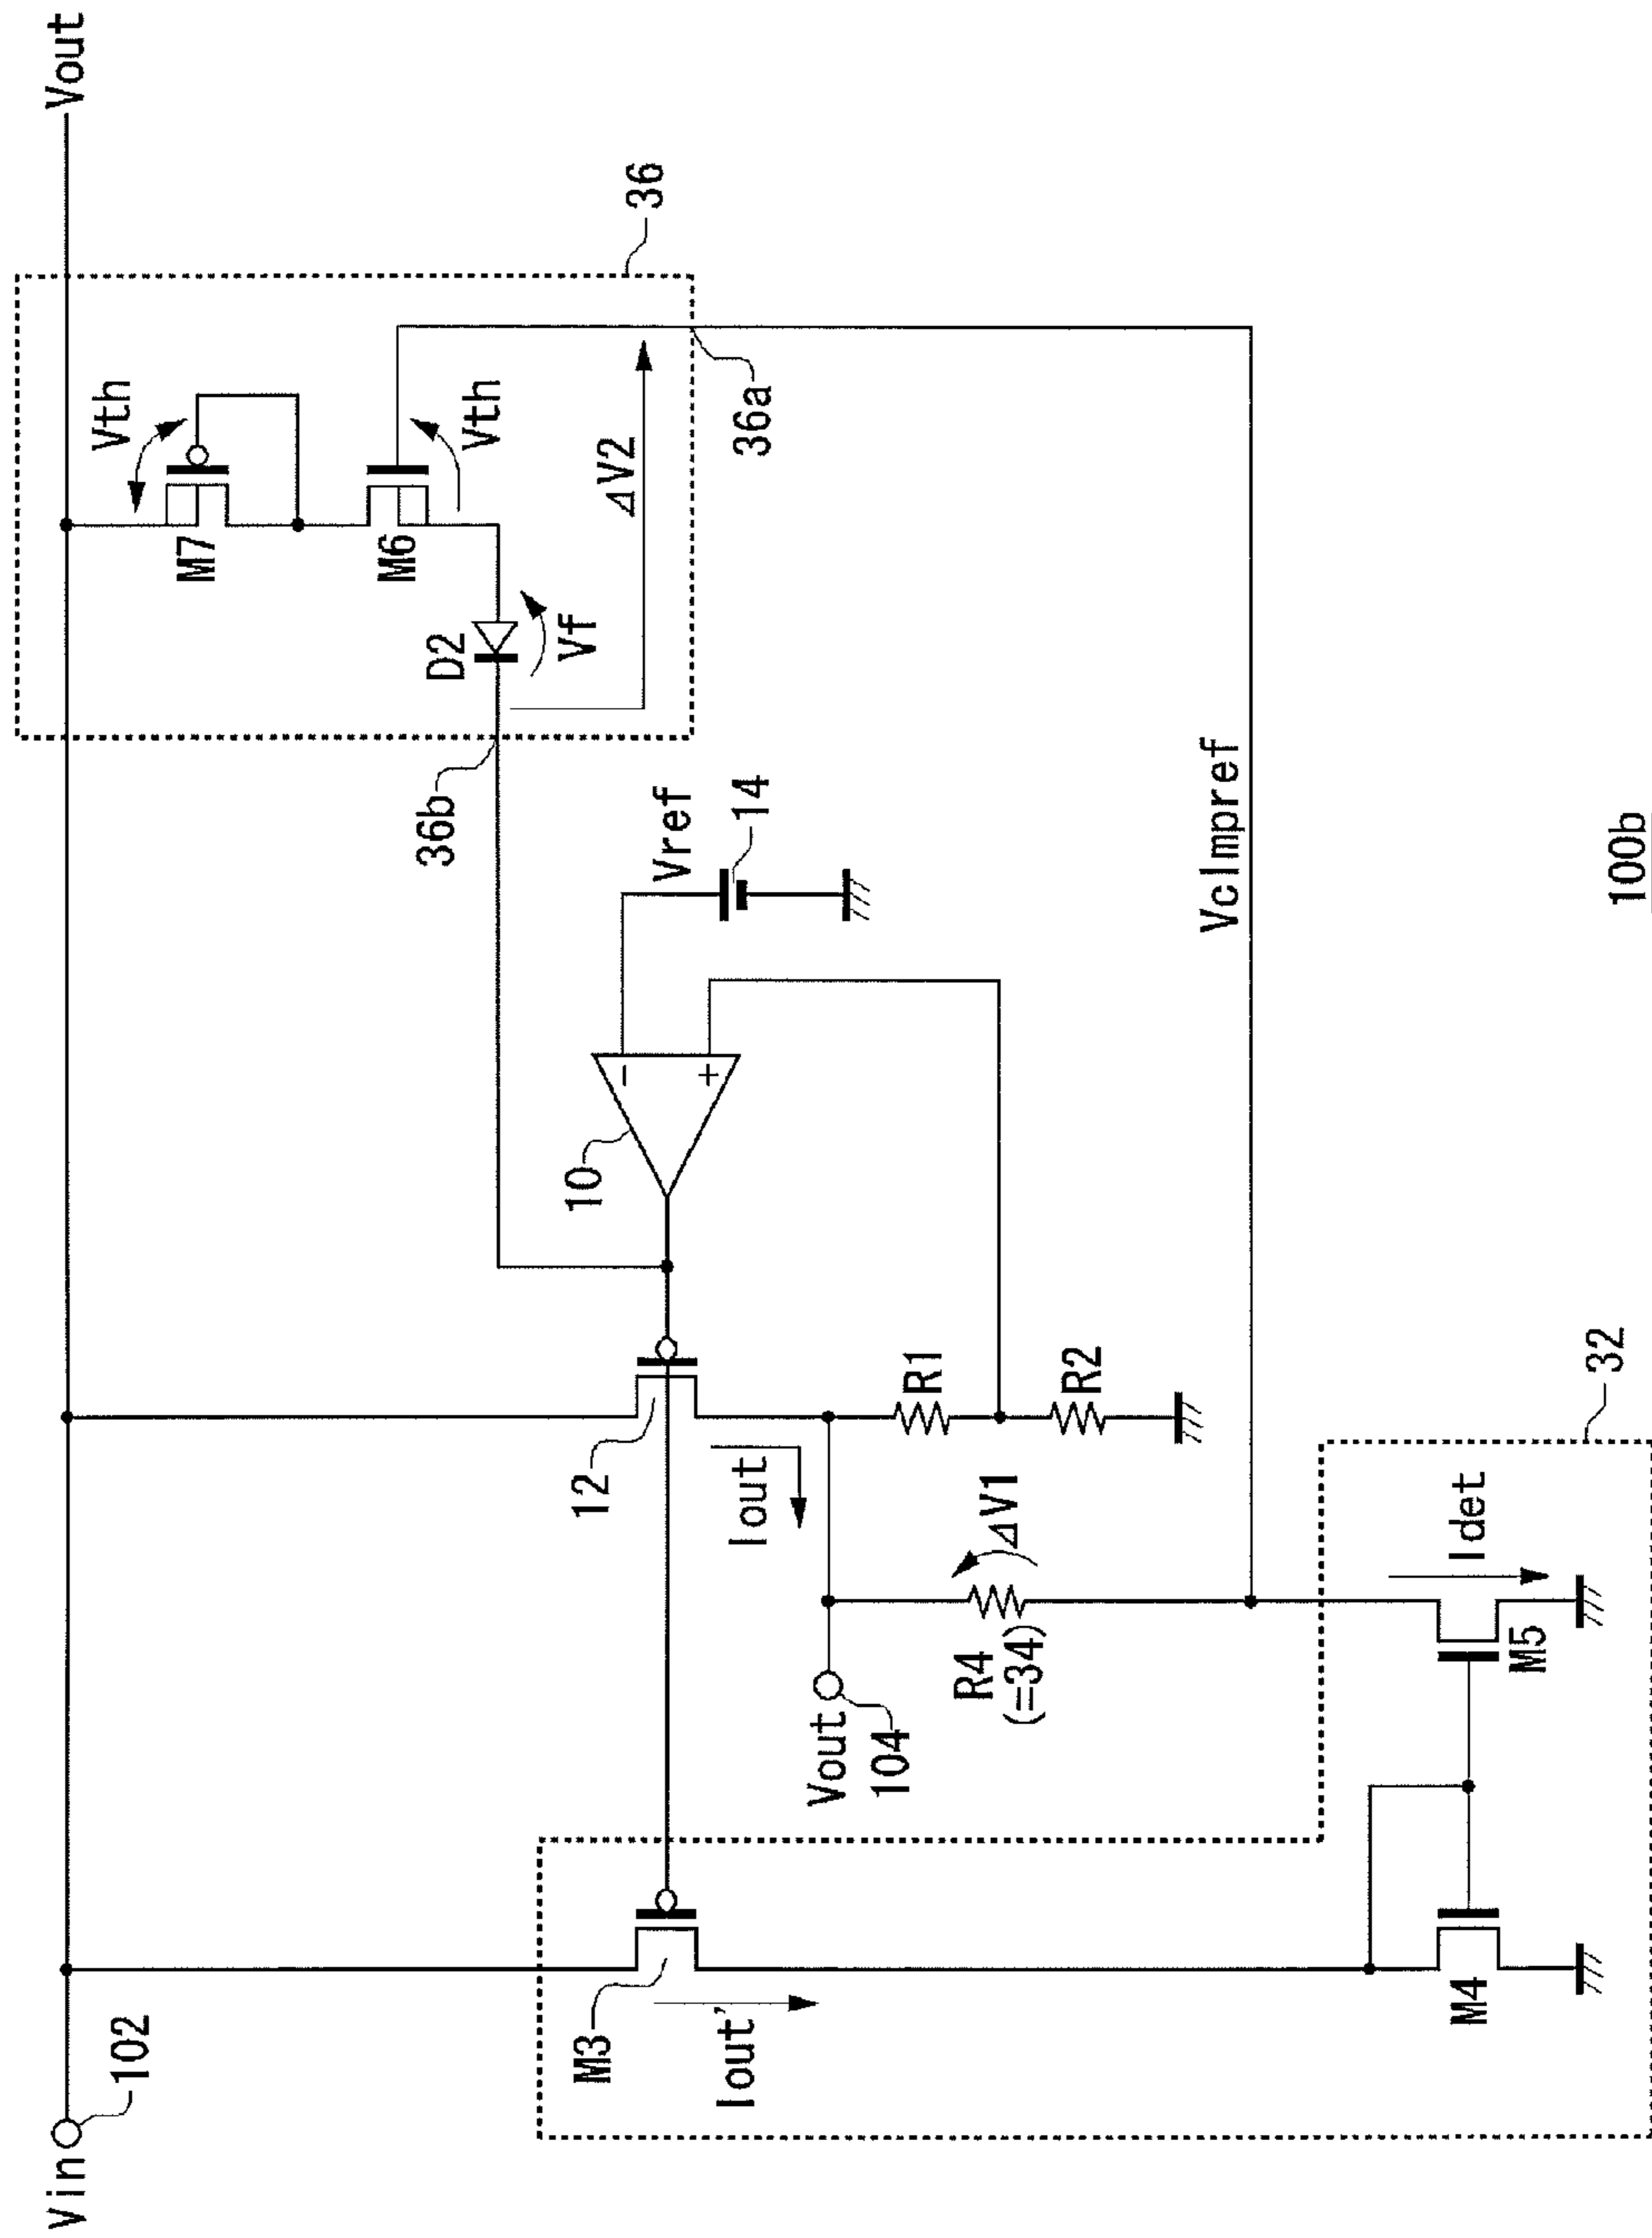 Vin
102
Vout
36
Vth
M7
Vth
M6
D2
Vf
ΔV2
36a
36b
Vref
14
10
-
+
12
Iout
R1
R2
Vout
104
R4
(=34)
ΔV1
Vclmpref
32
M3
Iout'
Idet
M5
M4
100b